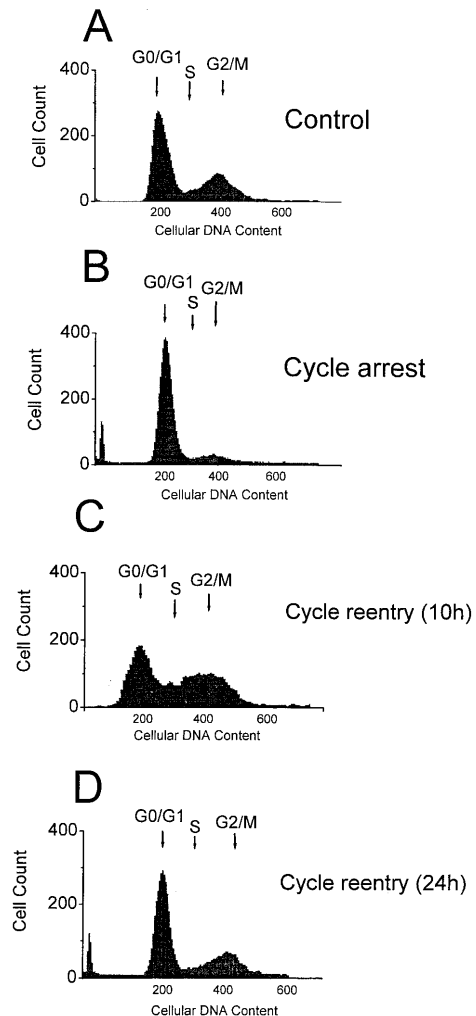 A
G0/G1 S G2/M
400
Cell Count
200
Control
0
200 400 600
Cellular DNA Content
B
G0/G1 S G2/M
400
Cell Count
Cycle arrest
200
0
200 400 600
Cellular DNA Content
C
G0/G1 S G2/M
400
Cell Count
Cycle reentry (10h)
200
0
200 400 600
Cellular DNA Content
D
G0/G1 S G2/M
400
Cell Count
Cycle reentry (24h)
200
0
200 400 600
Cellular DNA Content